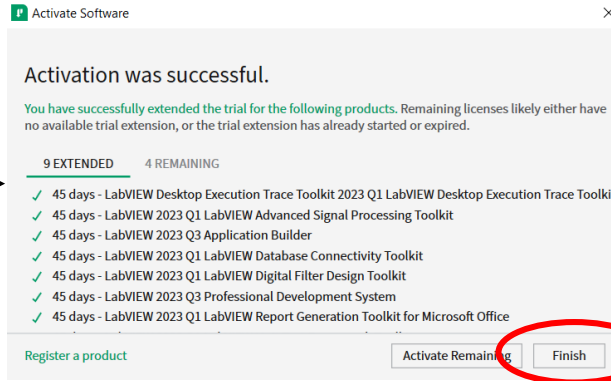 Activate Software
Activation was successful.
You have successfully extended the trial for the following products. Remaining licenses likely either have
no available trial extension, or the trial extension has already started or expired.
9 EXTENDED 4 REMAINING
45 days - LabVIEW Desktop Execution Trace Toolkit 2023 Q1 LabVIEW Desktop Execution Trace Toolki
45 days - LabVIEW 2023 Q1 LabVIEW Advanced Signal Processing Toolkit
45 days - LabVIEW 2023 Q3 Application Builder
45 days - LabVIEW 2023 Q1 LabVIEW Database Connectivity Toolkit
45 days - LabVIEW 2023 Q1 LabVIEW Digital Filter Design Toolkit
45 days - LabVIEW 2023 Q3 Professional Development System
45 days - LabVIEW 2023 Q1 LabVIEW Report Generation Toolkit for Microsoft Office
Register a product Activate Remaining Finish